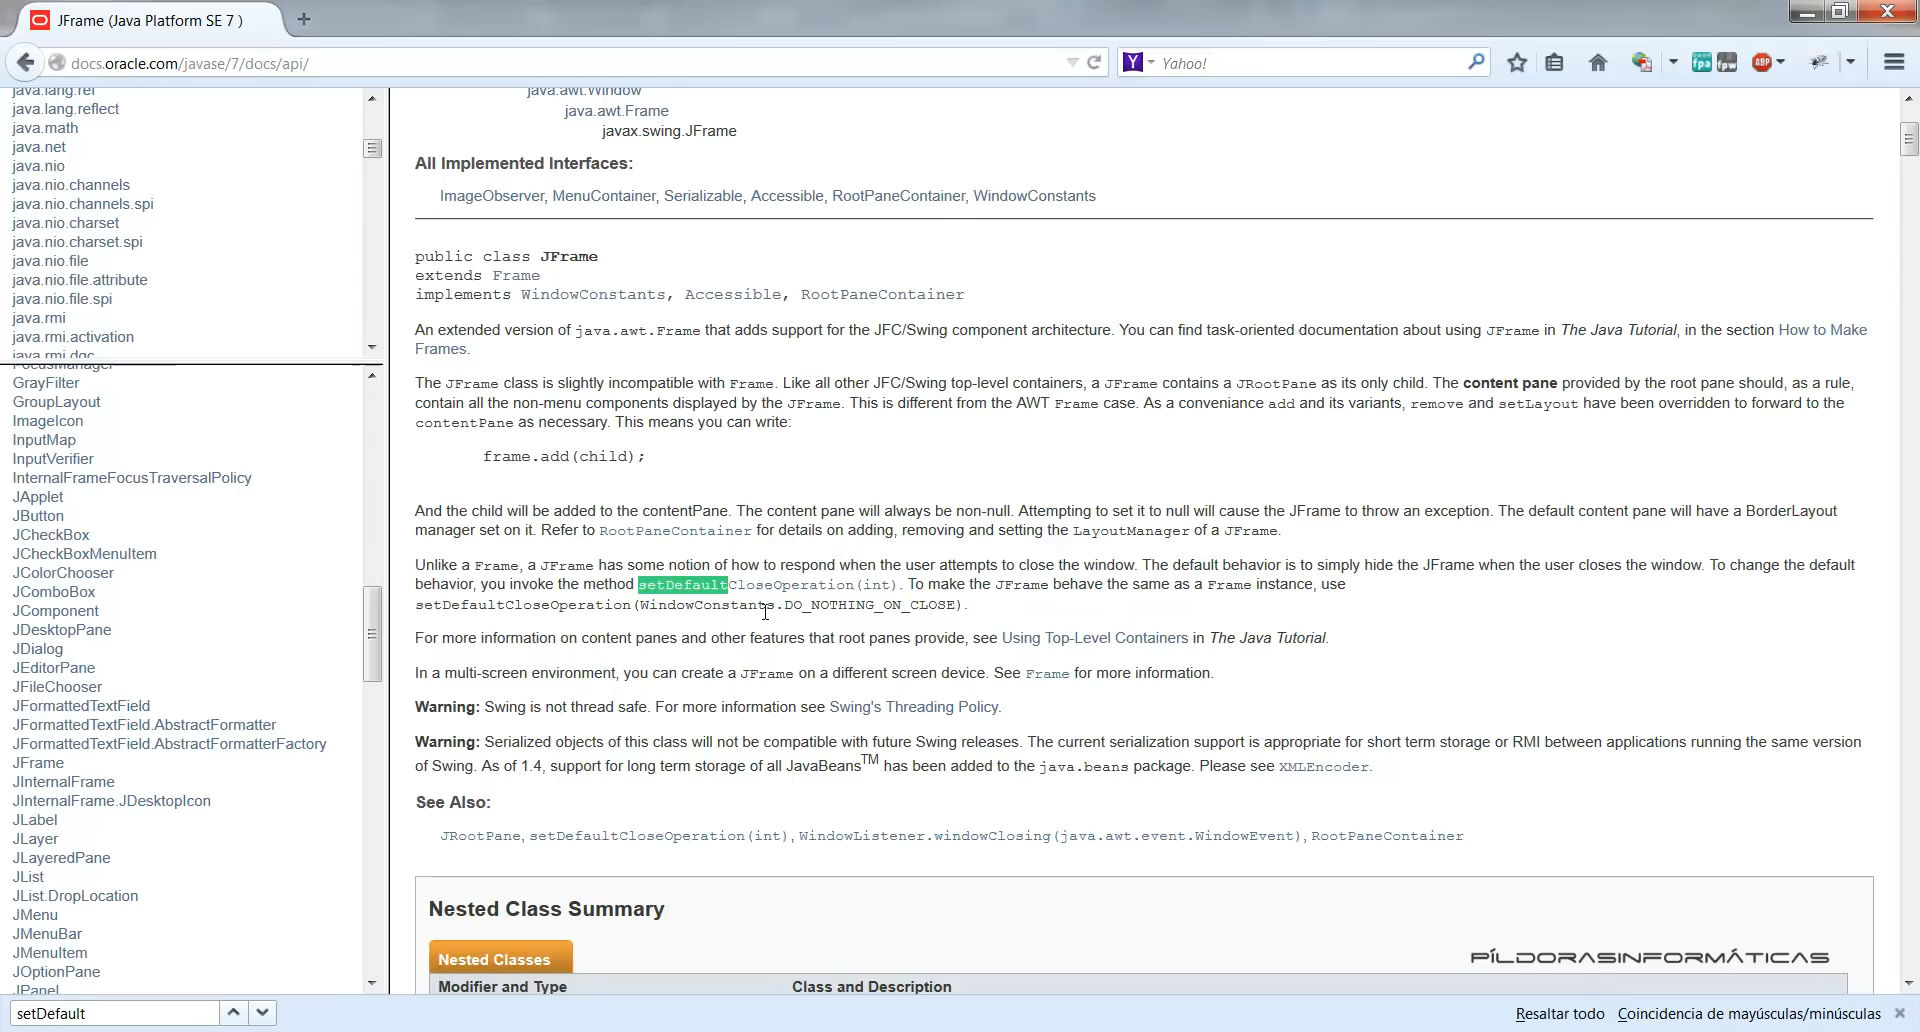 JFrame (Java Platform SE 7 )
docs.oracle.com/javase/7/docs/api/
Yahoo!
fpa
fpw
ABP
java.lang.ref
java.lang.reflect
java.math
java.net
java.nio
java.nio.channels
java.nio.channels.spi
java.nio.charset
java.nio.charset.spi
java.nio.file
java.nio.file.attribute
java.nio.file.spi
java.rmi
java.rmi.activation
java.rmi.dgc
FocusManager
GrayFilter
GroupLayout
ImageIcon
InputMap
InputVerifier
InternalFrameFocusTraversalPolicy
JApplet
JButton
JCheckBox
JCheckBoxMenuItem
JColorChooser
JComboBox
JComponent
JDesktopPane
JDialog
JEditorPane
JFileChooser
JFormattedTextField
JFormattedTextField.AbstractFormatter
JFormattedTextField.AbstractFormatterFactory
JFrame
JInternalFrame
JInternalFrame.JDesktopIcon
JLabel
JLayer
JLayeredPane
JList
JList.DropLocation
JMenu
JMenuBar
JMenuItem
JOptionPane
JPanel
java.awt.Window
java.awt.Frame
javax.swing.JFrame
All Implemented Interfaces:
ImageObserver, MenuContainer, Serializable, Accessible, RootPaneContainer, WindowConstants
public class JFrame
extends Frame
implements WindowConstants, Accessible, RootPaneContainer
An extended version of java.awt.Frame that adds support for the JFC/Swing component architecture. You can find task-oriented documentation about using JFrame in The Java Tutorial, in the section How to Make
Frames.
The JFrame class is slightly incompatible with Frame. Like all other JFC/Swing top-level containers, a JFrame contains a JRootPane as its only child. The content pane provided by the root pane should, as a rule,
contain all the non-menu components displayed by the JFrame. This is different from the AWT Frame case. As a convenience add and its variants, remove and setLayout have been overridden to forward to the
contentPane as necessary. This means you can write:
frame.add(child);
And the child will be added to the contentPane. The content pane will always be non-null. Attempting to set it to null will cause the JFrame to throw an exception. The default content pane will have a BorderLayout
manager set on it. Refer to RootPaneContainer for details on adding, removing and setting the LayoutManager of a JFrame.
Unlike a Frame, a JFrame has some notion of how to respond when the user attempts to close the window. The default behavior is to simply hide the JFrame when the user closes the window. To change the default
behavior, you invoke the method setDefaultCloseOperation(int). To make the JFrame behave the same as a Frame instance, use
setDefaultCloseOperation(WindowConstants.DO_NOTHING_ON_CLOSE).
For more information on content panes and other features that root panes provide, see Using Top-Level Containers in The Java Tutorial.
In a multi-screen environment, you can create a JFrame on a different screen device. See Frame for more information.
Warning: Swing is not thread safe. For more information see Swing's Threading Policy.
Warning: Serialized objects of this class will not be compatible with future Swing releases. The current serialization support is appropriate for short term storage or RMI between applications running the same version
of Swing. As of 1.4, support for long term storage of all JavaBeansTM has been added to the java.beans package. Please see XMLEncoder.
See Also:
JRootPane, setDefaultCloseOperation(int), WindowListener.windowClosing(java.awt.event.WindowEvent), RootPaneContainer
Nested Class Summary
Nested Classes
PÍLDORASINFORMÁTICAS
Modifier and Type Class and Description
setDefault
Resaltar todo Coincidencia de mayúsculas/minúsculas